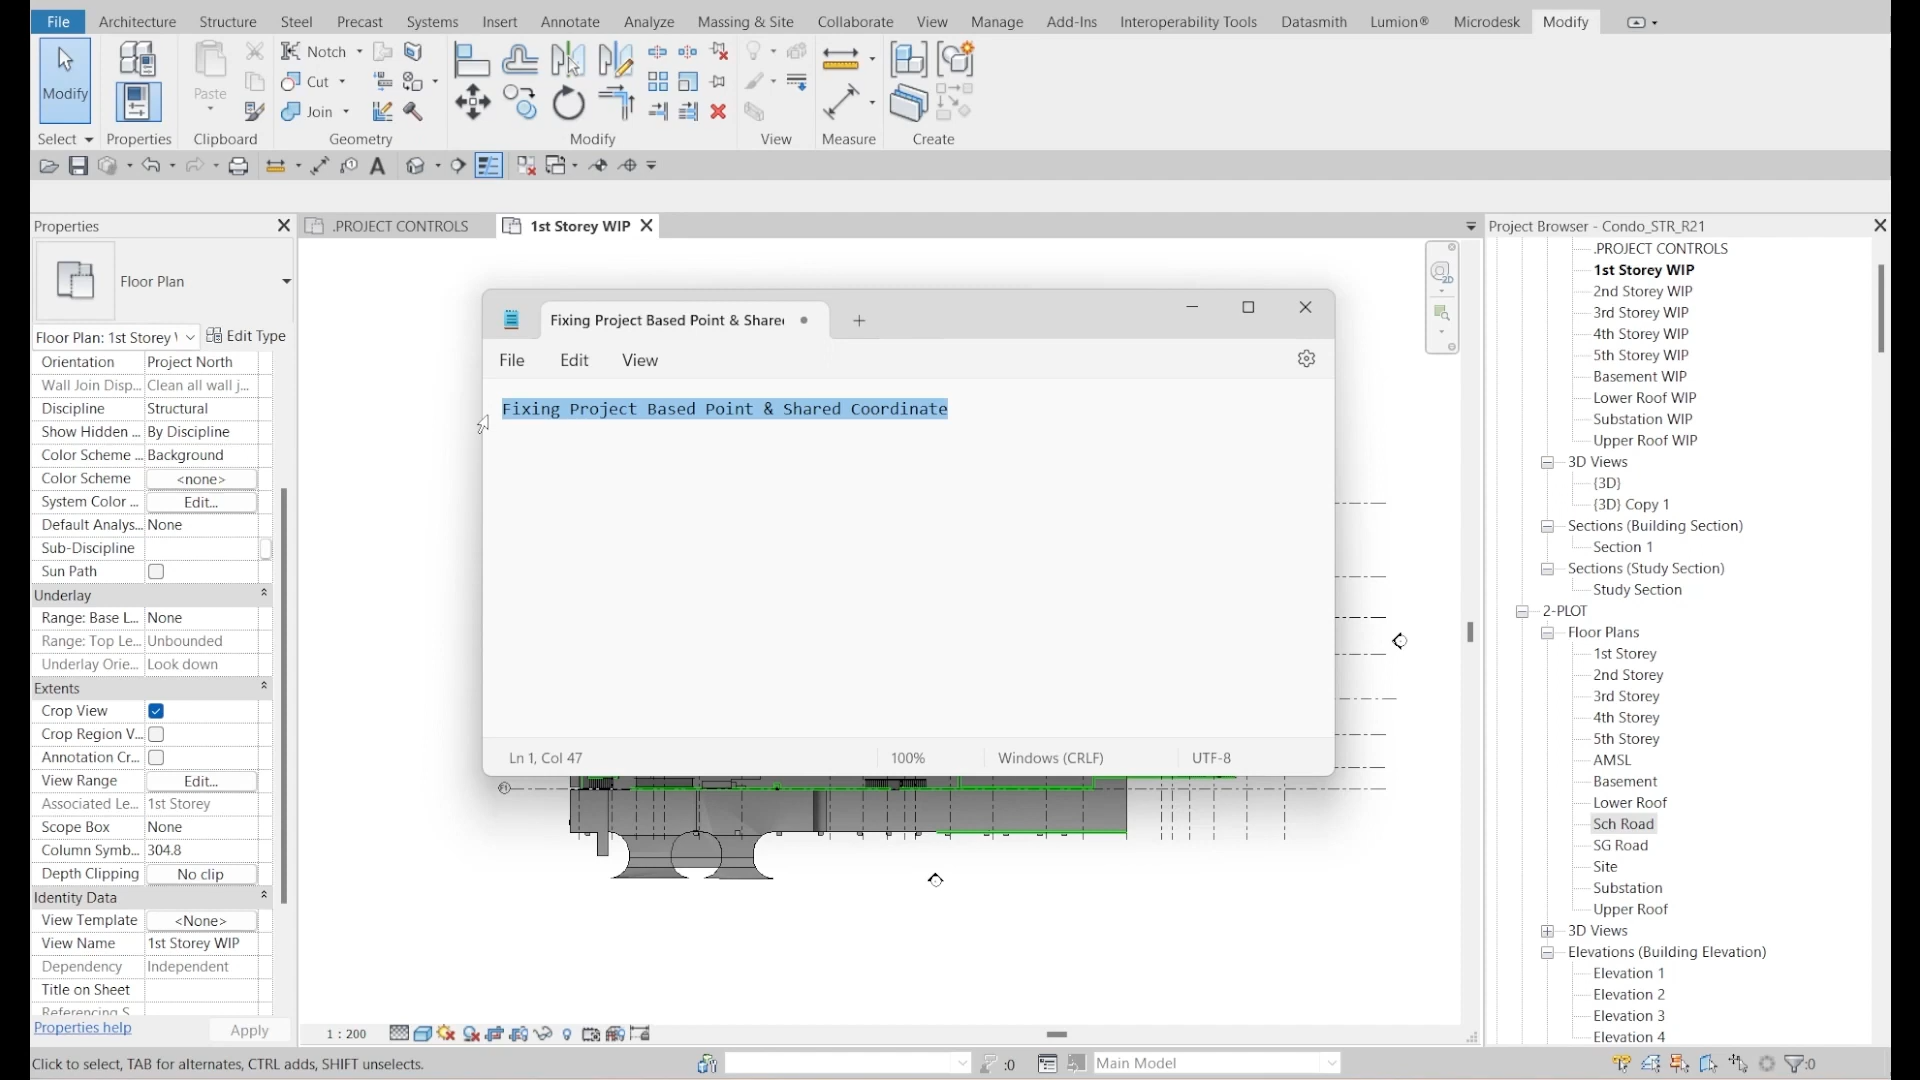 File Architecture Structure Steel Precast Systems Insert Annotate Analyze Massing & Site Collaborate View Manage Add-Ins Interoperability Tools Datasmith Lumion® Microdesk Modify
Modify
Paste
Notch
Cut
Join
Select Properties Clipboard Geometry Modify View Measure Create
Properties
Floor Plan
Floor Plan: 1st Storey Edit Type
Orientation Project North
Wall Join Disp... Clean all wall j...
Discipline Structural
Show Hidden ... By Discipline
Color Scheme ... Background
Color Scheme <none>
System Color ... Edit...
Default Analys... None
Sub-Discipline
Sun Path
Underlay
Range: Base L... None
Range: Top Le... Unbounded
Underlay Orie... Look down
Extents
Crop View
Crop Region V...
Annotation Cr...
View Range Edit...
Associated Le... 1st Storey
Scope Box None
Column Symb... 304.8
Depth Clipping No clip
Identity Data
View Template <None>
View Name 1st Storey WIP
Dependency Independent
Title on Sheet
Referencing S...
Properties help Apply
.PROJECT CONTROLS 1st Storey WIP
Fixing Project Based Point & Share
File Edit View
Fixing Project Based Point & Shared Coordinate
Ln 1, Col 47 100% Windows (CRLF) UTF-8
2D
1 : 200
Project Browser - Condo_STR_R21
.PROJECT CONTROLS
1st Storey WIP
2nd Storey WIP
3rd Storey WIP
4th Storey WIP
5th Storey WIP
Basement WIP
Lower Roof WIP
Substation WIP
Upper Roof WIP
3D Views
{3D}
{3D} Copy 1
Sections (Building Section)
Section 1
Sections (Study Section)
Study Section
2-PLOT
Floor Plans
1st Storey
2nd Storey
3rd Storey
4th Storey
5th Storey
AMSL
Basement
Lower Roof
Sch Road
SG Road
Site
Substation
Upper Roof
3D Views
Elevations (Building Elevation)
Elevation 1
Elevation 2
Elevation 3
Elevation 4
Click to select, TAB for alternates, CTRL adds, SHIFT unselects. :0 Main Model :0